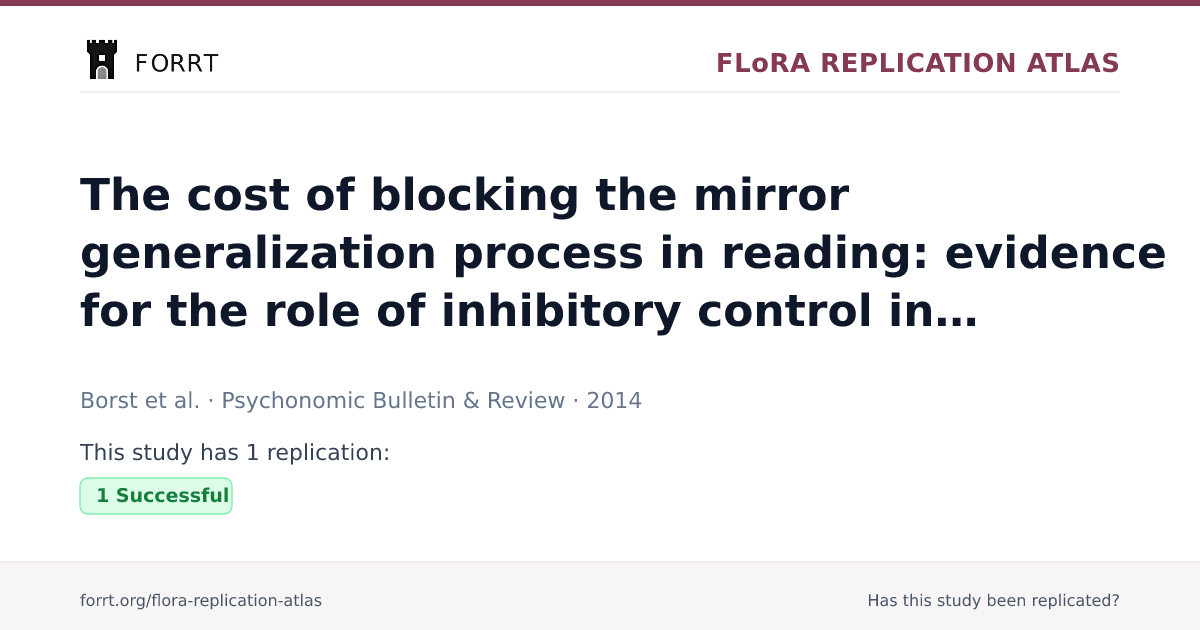 FORRT
FLoRA REPLICATION ATLAS
The cost of blocking the mirror
generalization process in reading: evidence
for the role of inhibitory control in…
Borst et al. · Psychonomic Bulletin & Review · 2014
This study has 1 replication:
1 Successful
forrt.org/flora-replication-atlas
Has this study been replicated?